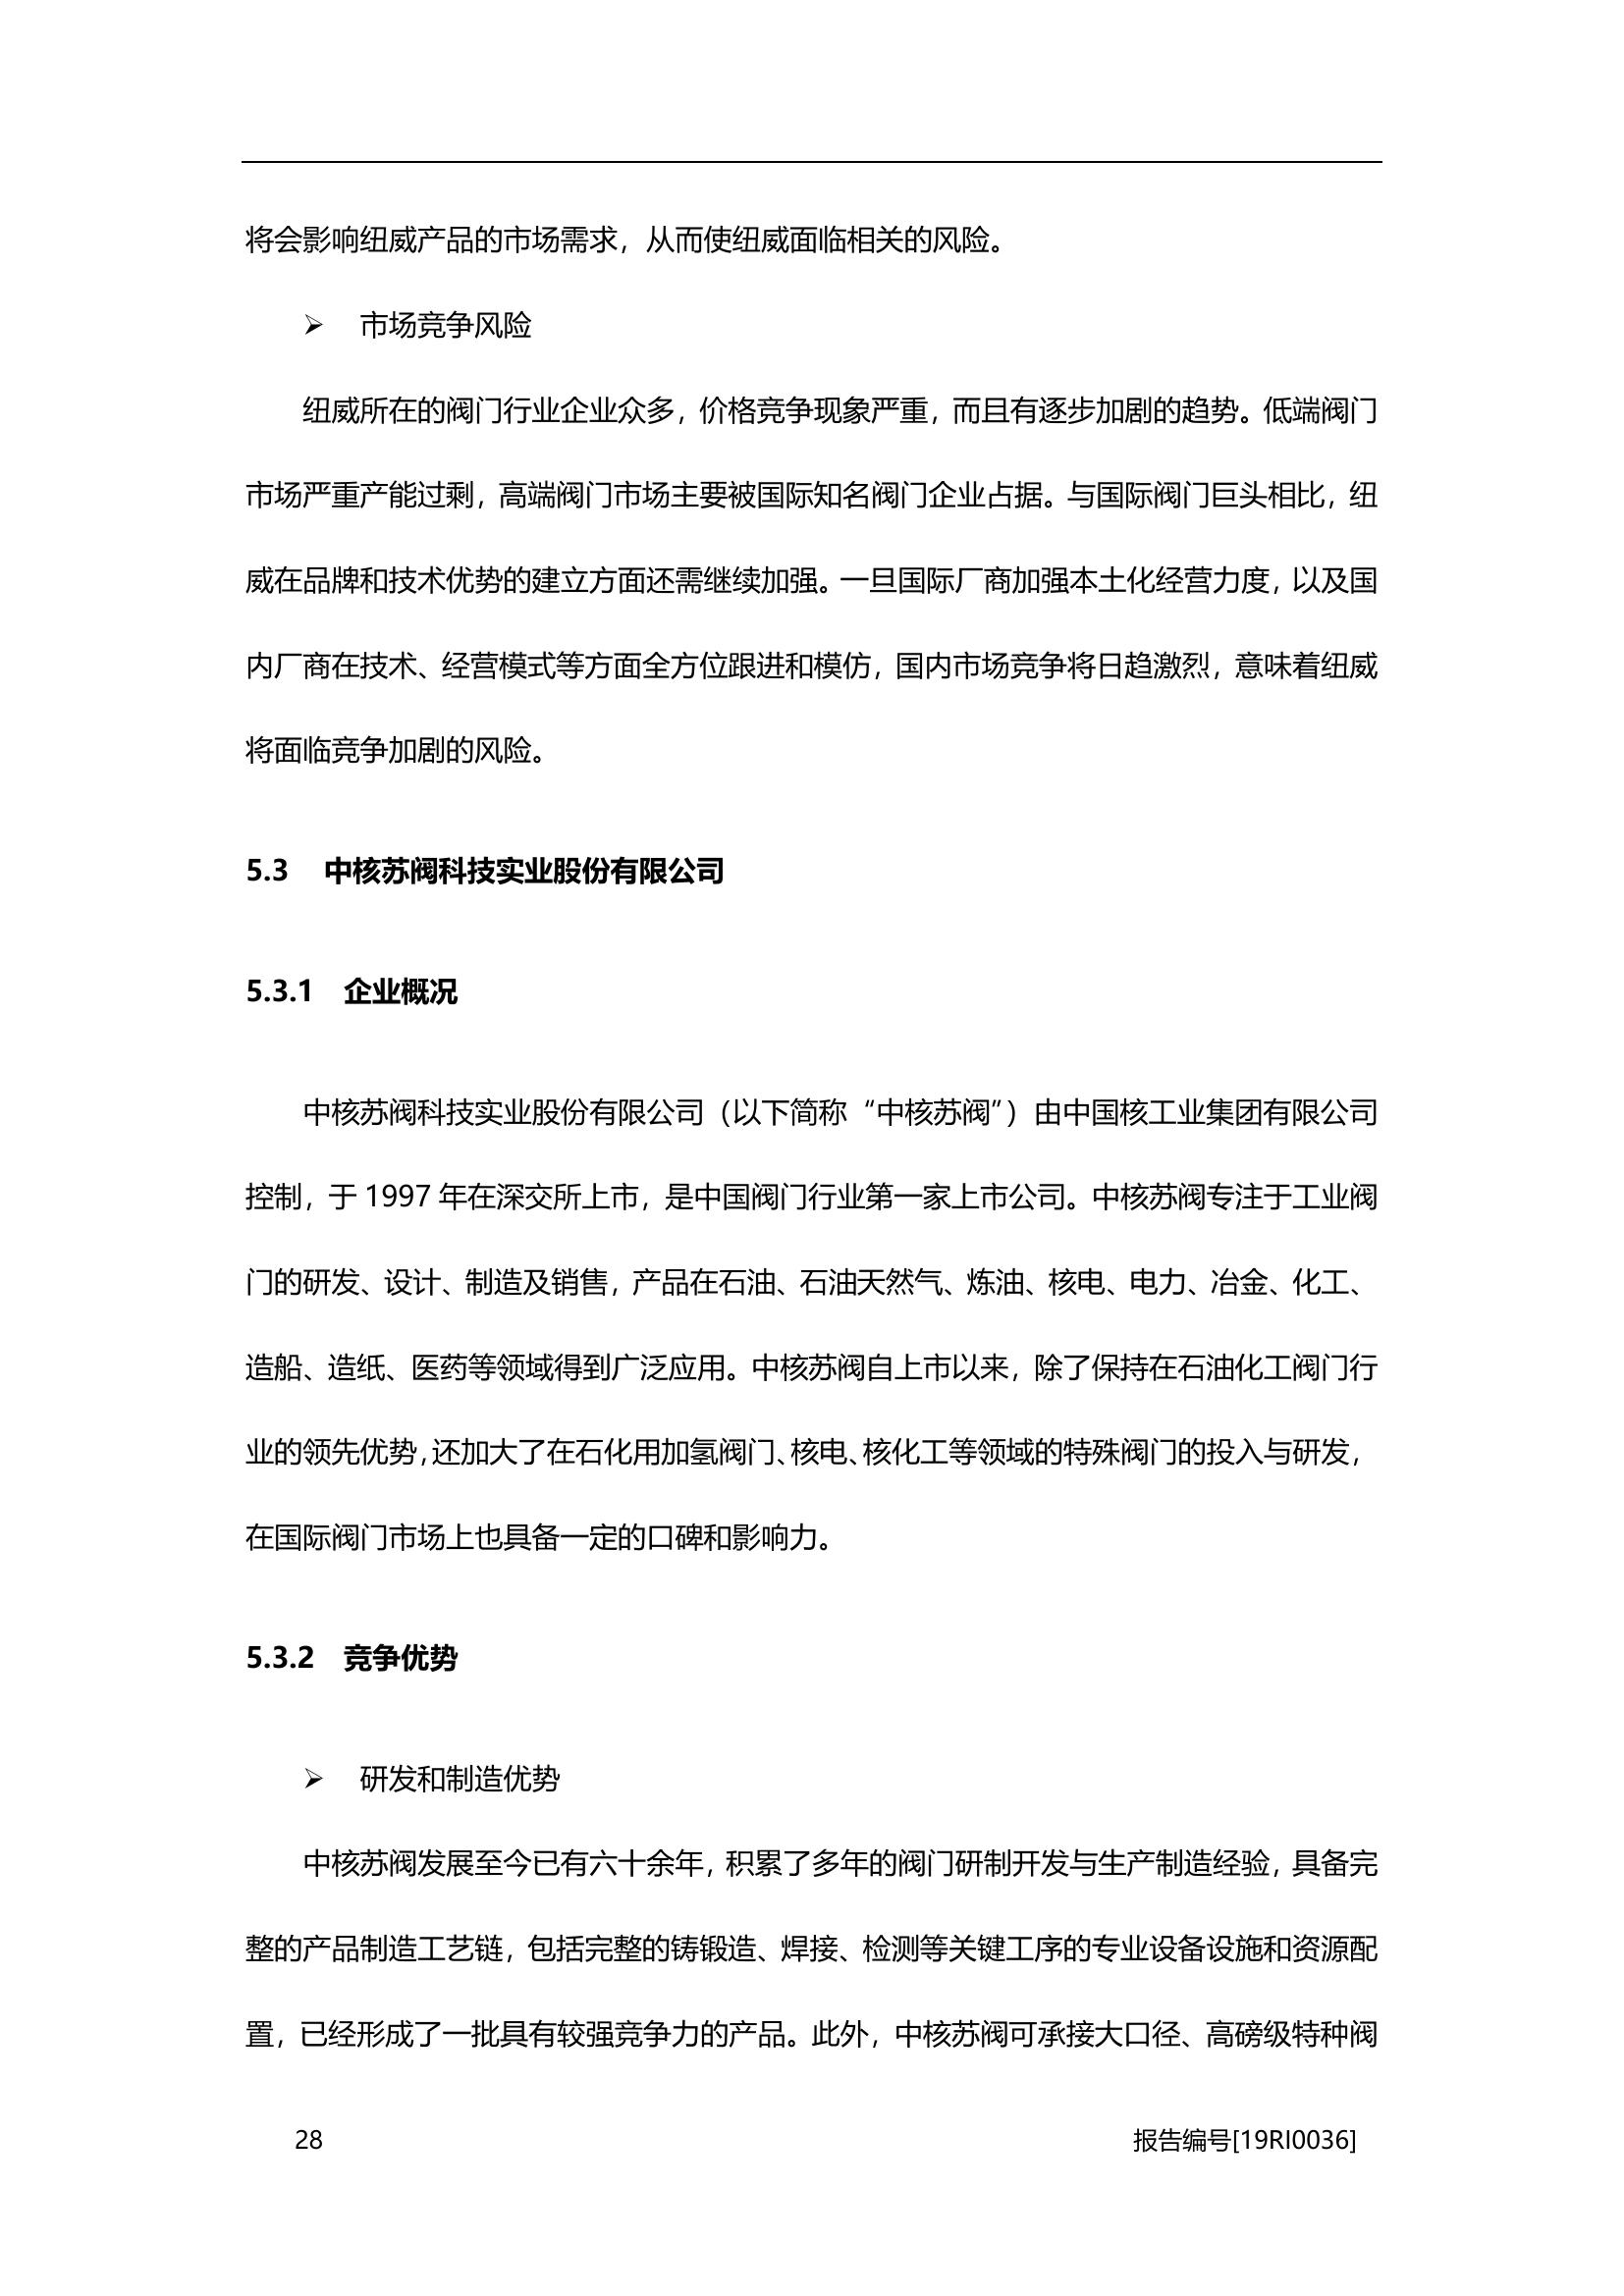 将会影响纽威产品的市场需求，从而使纽威面临相关的风险。
➢ 市场竞争风险
纽威所在的阀门行业企业众多，价格竞争现象严重，而且有逐步加剧的趋势。低端阀门
市场严重产能过剩，高端阀门市场主要被国际知名阀门企业占据。与国际阀门巨头相比，纽
威在品牌和技术优势的建立方面还需继续加强。一旦国际厂商加强本土化经营力度，以及国
内厂商在技术、经营模式等方面全方位跟进和模仿，国内市场竞争将日趋激烈，意味着纽威
将面临竞争加剧的风险。
5.3 中核苏阀科技实业股份有限公司
5.3.1 企业概况
中核苏阀科技实业股份有限公司（以下简称“中核苏阀”）由中国核工业集团有限公司
控制，于 1997 年在深交所上市，是中国阀门行业第一家上市公司。中核苏阀专注于工业阀
门的研发、设计、制造及销售，产品在石油、石油天然气、炼油、核电、电力、冶金、化工、
造船、造纸、医药等领域得到广泛应用。中核苏阀自上市以来，除了保持在石油化工阀门行
业的领先优势，还加大了在石化用加氢阀门、核电、核化工等领域的特殊阀门的投入与研发，
在国际阀门市场上也具备一定的口碑和影响力。
5.3.2 竞争优势
➢ 研发和制造优势
中核苏阀发展至今已有六十余年，积累了多年的阀门研制开发与生产制造经验，具备完
整的产品制造工艺链，包括完整的铸锻造、焊接、检测等关键工序的专业设备设施和资源配
置，已经形成了一批具有较强竞争力的产品。此外，中核苏阀可承接大口径、高磅级特种阀
28 报告编号[19RI0036]